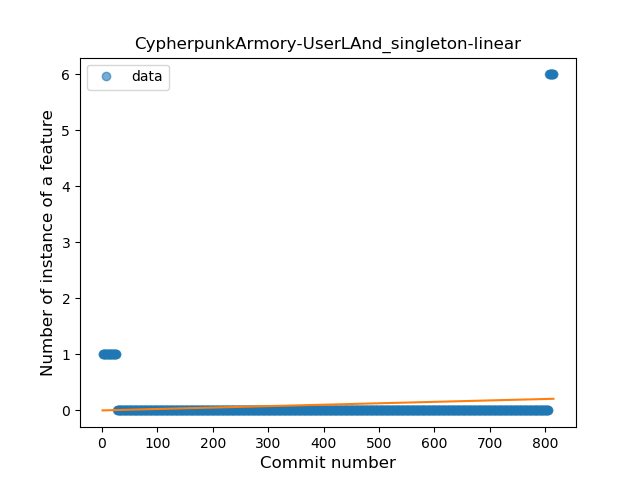 CypherpunkArmory-UserLAnd_singleton-linear
data
Number of instance of a feature
6
5
4
3
2
1
0
0 100 200 300 400 500 600 700 800
Commit number